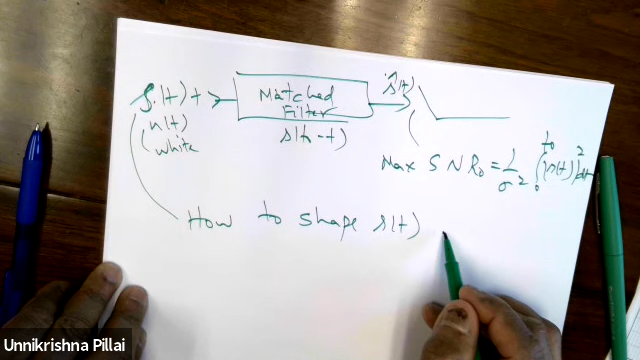 s(t) + → Matched Filter → ŝ(t)
n(t) s(t₀-t)
(white
Max SNR₀ = 1/σ² ∫₀^t₀ |s(t)|² dt
How to shape s(t)
Unnikrishna Pillai